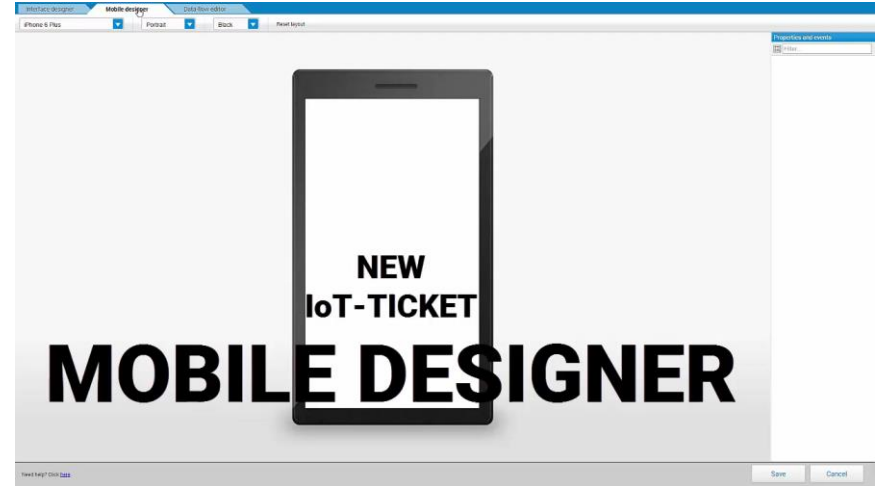 Interface designer Mobile designer Data flow editor
iPhone 6 Plus Portrait Black Reset layout
Properties and events
Filter...
NEW
IoT-TICKET
MOBILE DESIGNER
Need help? Click here
Save Cancel